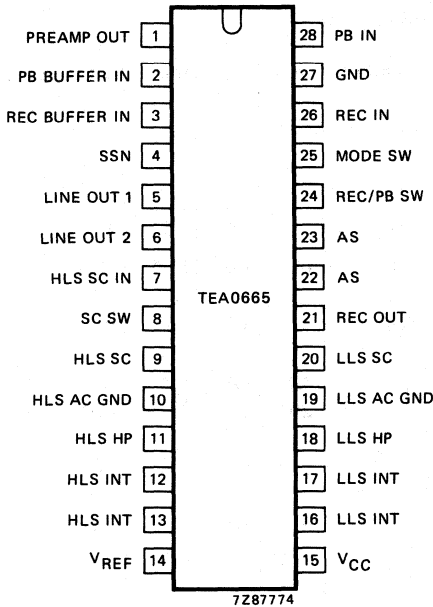 PREAMP OUT 1 28 PB IN
PB BUFFER IN 2 27 GND
REC BUFFER IN 3 26 REC IN
SSN 4 25 MODE SW
LINE OUT 1 5 24 REC/PB SW
LINE OUT 2 6 23 AS
HLS SC IN 7 22 AS
TEA0665
SC SW 8 21 REC OUT
HLS SC 9 20 LLS SC
HLS AC GND 10 19 LLS AC GND
HLS HP 11 18 LLS HP
HLS INT 12 17 LLS INT
HLS INT 13 16 LLS INT
VREF 14 15 VCC
7Z87774